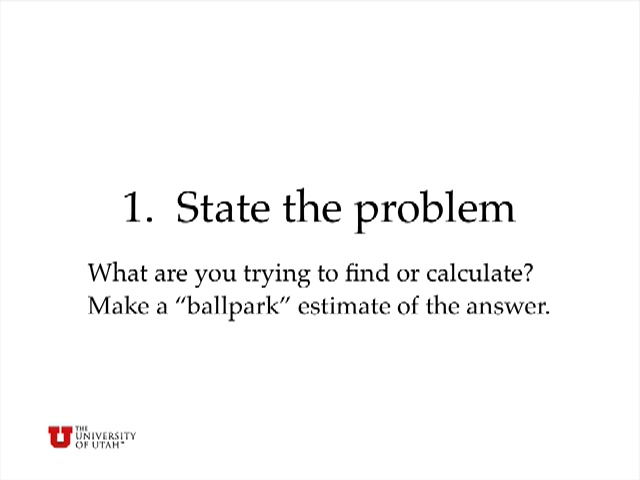 1. State the problem
What are you trying to find or calculate?
Make a “ballpark” estimate of the answer.
U
THE
UNIVERSITY
OF UTAH™